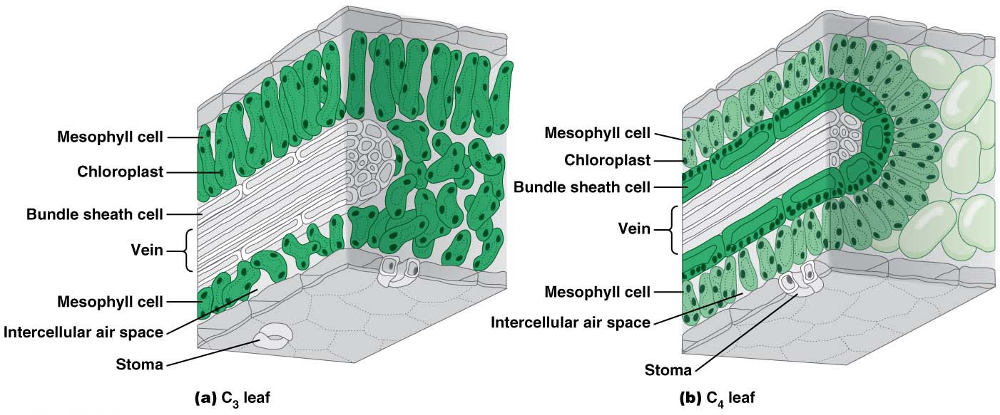 Mesophyll cell
Chloroplast
Bundle sheath cell
Vein
Mesophyll cell
Intercellular air space
Stoma
(a) C3 leaf
Mesophyll cell
Chloroplast
Bundle sheath cell
Vein
Mesophyll cell
Intercellular air space
Stoma
(b) C4 leaf